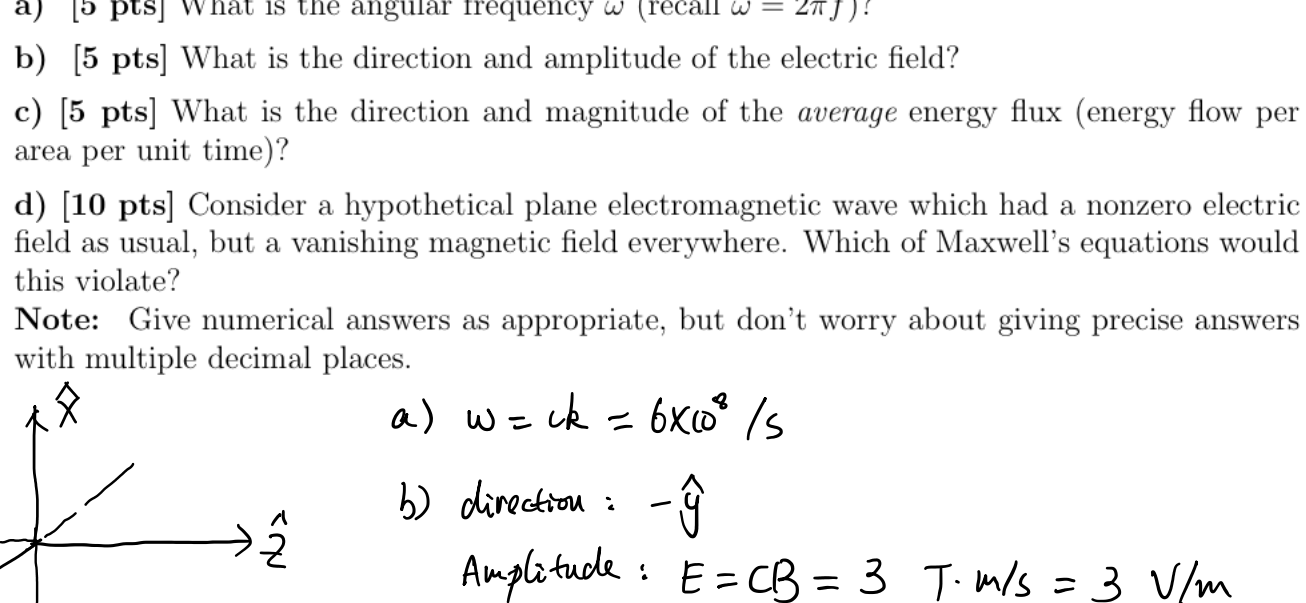 a) [5 pts] What is the angular frequency ω (recall ω = 2πf)?
b) [5 pts] What is the direction and amplitude of the electric field?
c) [5 pts] What is the direction and magnitude of the average energy flux (energy flow per
area per unit time)?
d) [10 pts] Consider a hypothetical plane electromagnetic wave which had a nonzero electric
field as usual, but a vanishing magnetic field everywhere. Which of Maxwell's equations would
this violate?
Note: Give numerical answers as appropriate, but don't worry about giving precise answers
with multiple decimal places.
x̂
a) w = ck = 6×10⁸ /s
b) direction : -ŷ
ẑ
Amplitude : E = CB = 3 T·m/s = 3 V/m